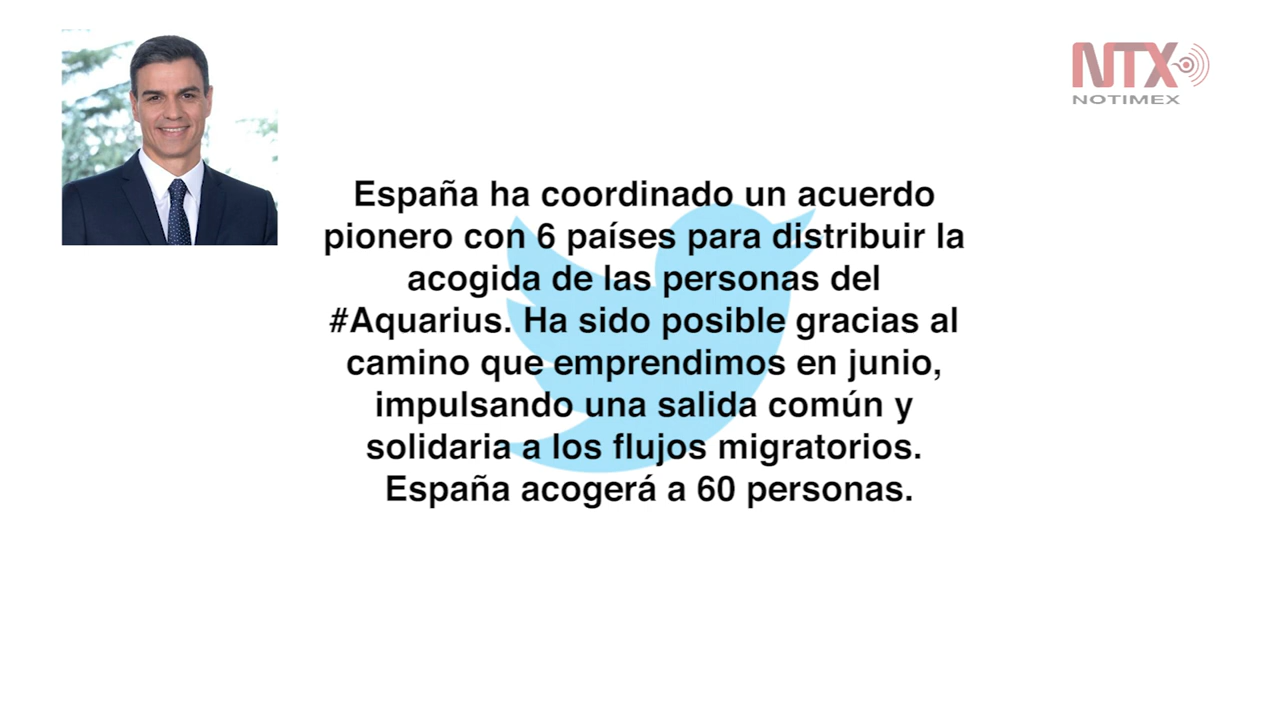 NTX
NOTIMEX
España ha coordinado un acuerdo
pionero con 6 países para distribuir la
acogida de las personas del
#Aquarius. Ha sido posible gracias al
camino que emprendimos en junio,
impulsando una salida común y
solidaria a los flujos migratorios.
España acogerá a 60 personas.